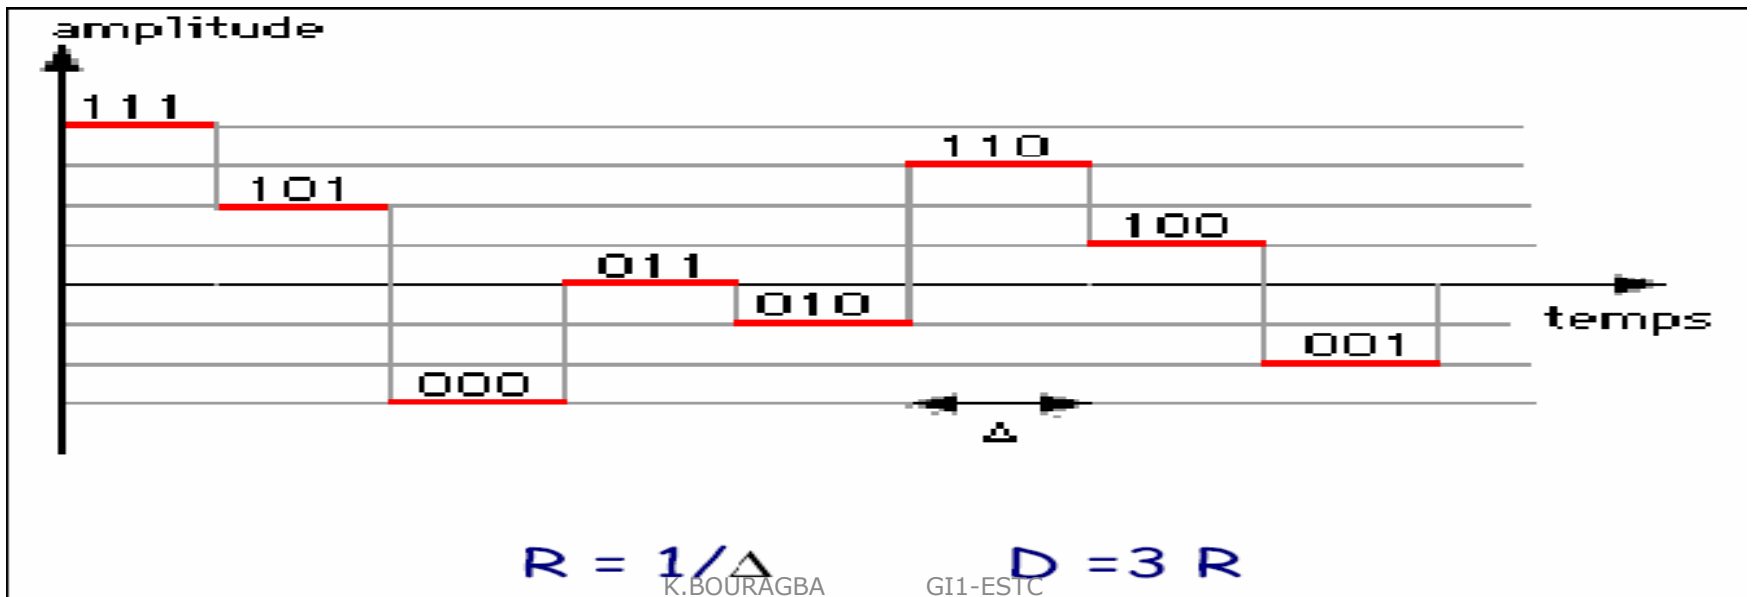 amplitude
111
110
101
100
011
010
temps
001
000
Δ
R = 1/Δ D =3 R
K.BOURAGBA GI1-ESTC